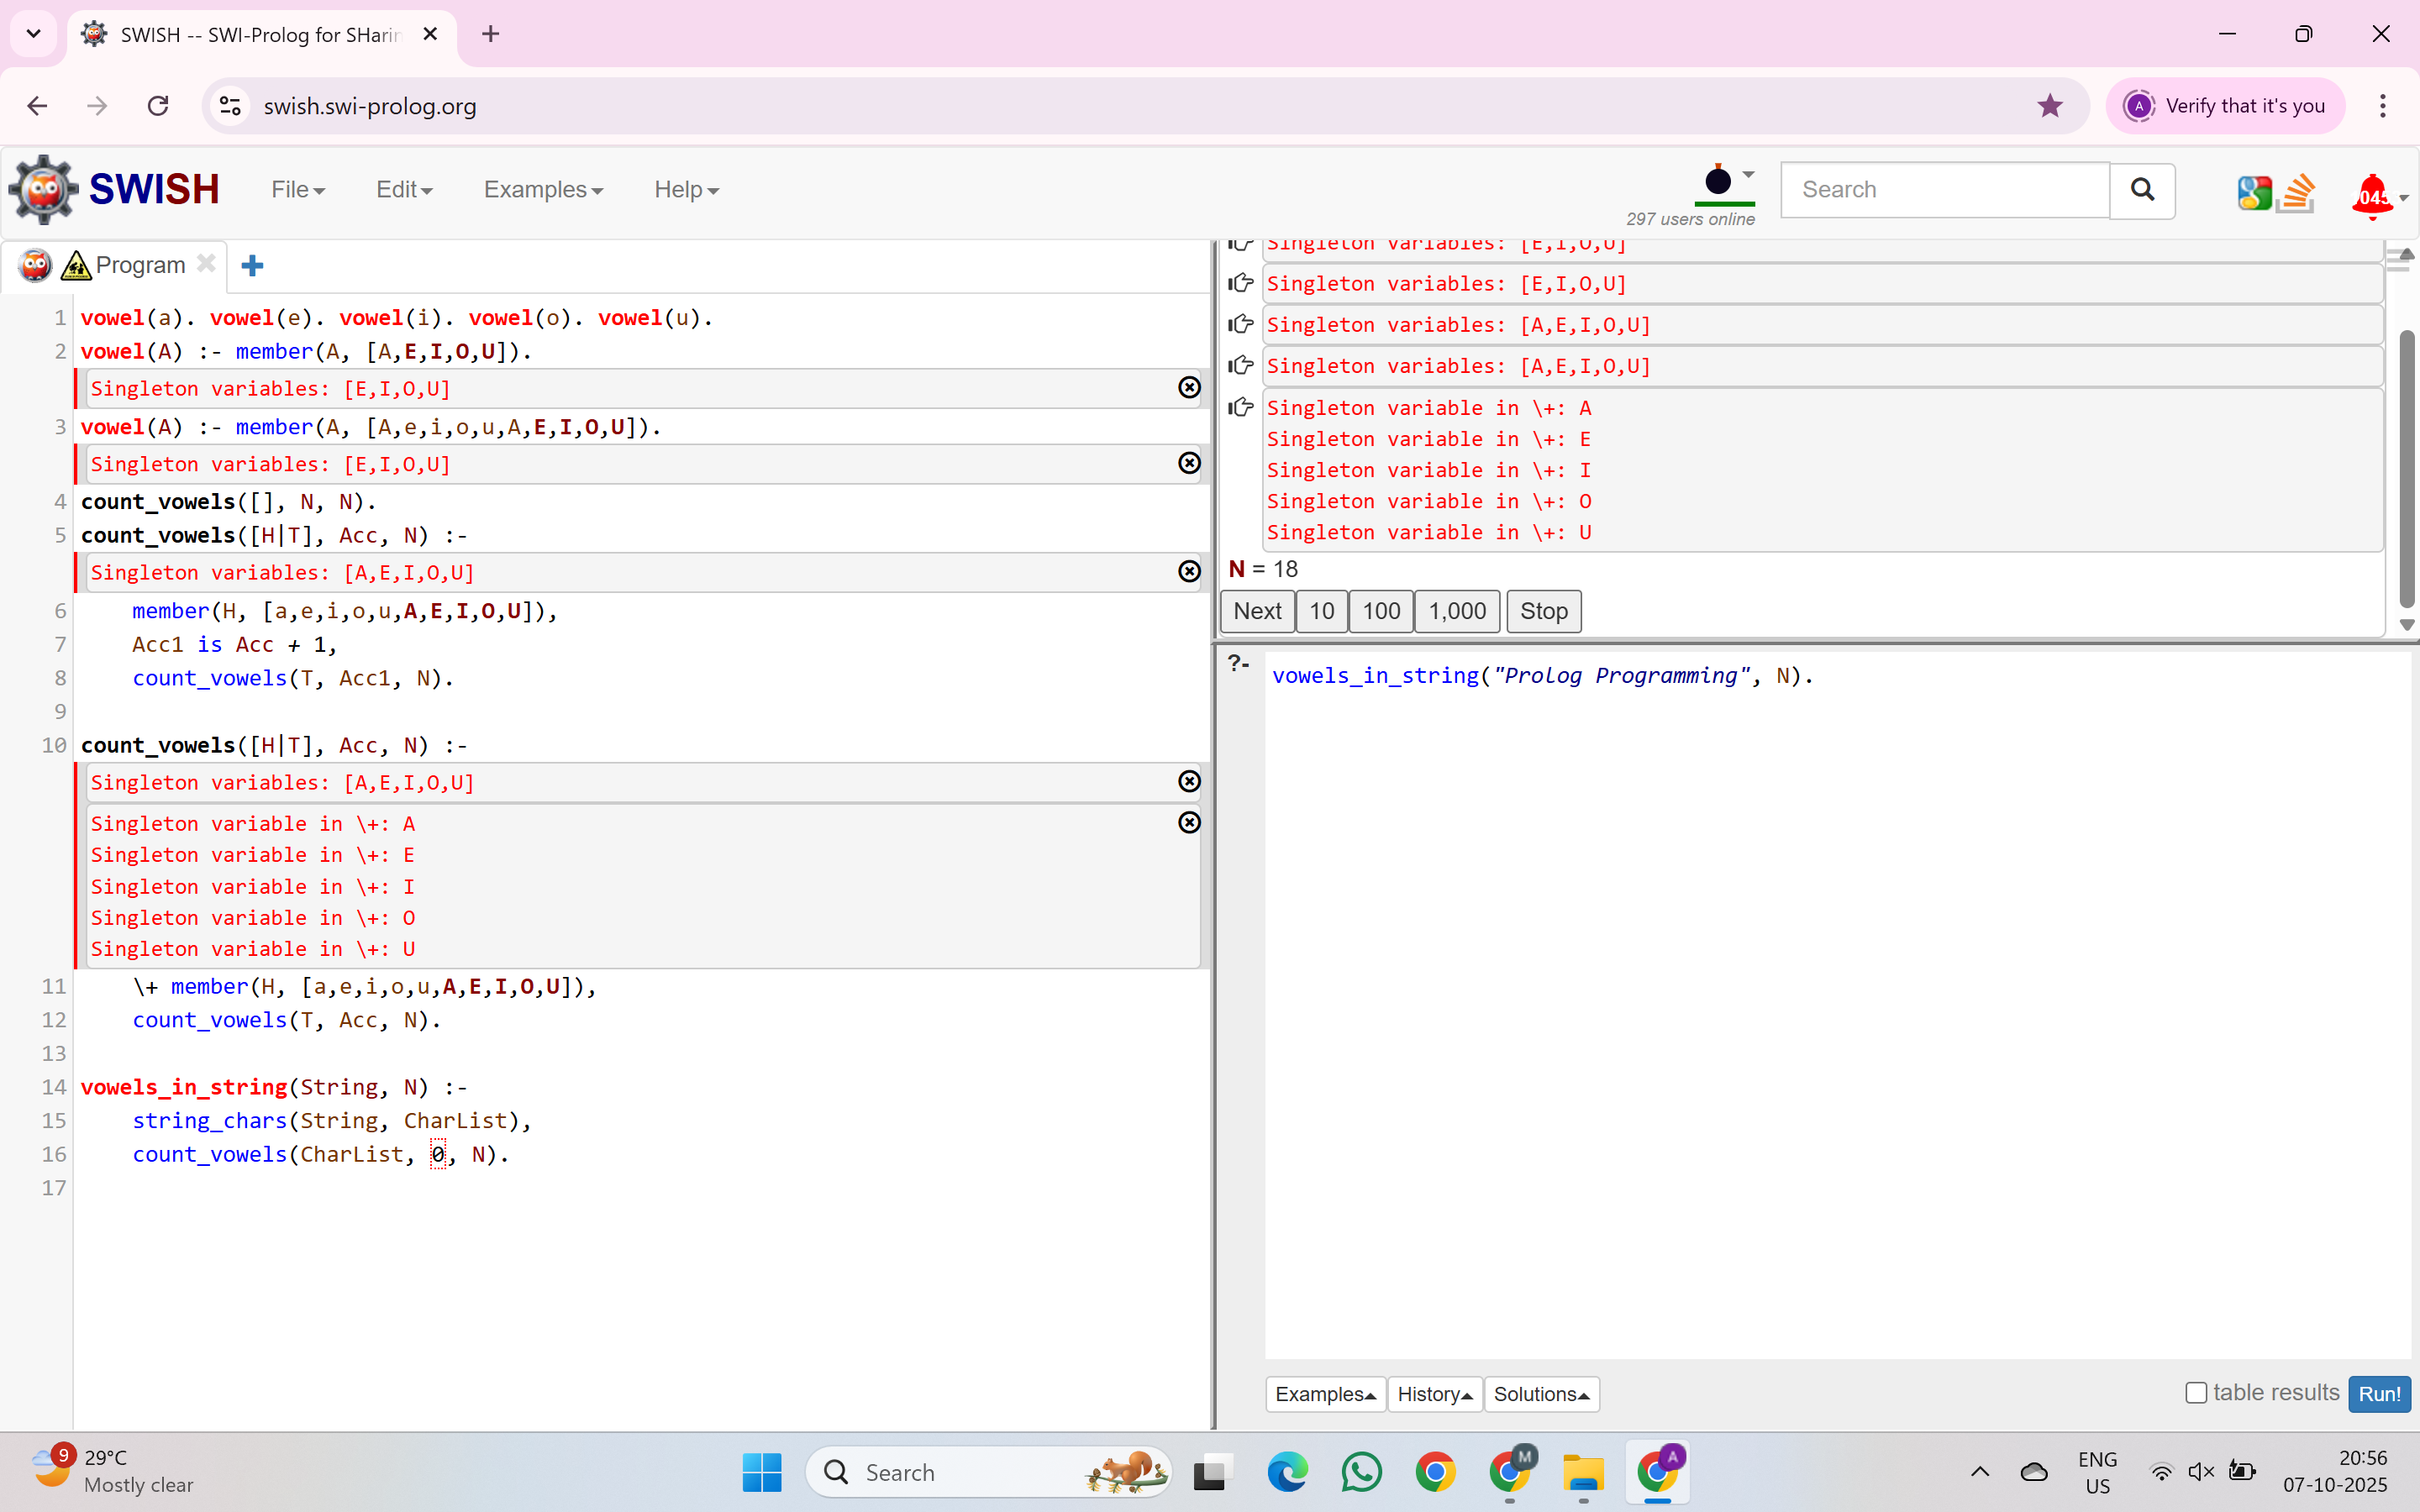 SWISH -- SWI-Prolog for SHarin
swish.swi-prolog.org
A Verify that it's you
SWISH File Edit Examples Help
297 users online
Search
Program
1 vowel(a). vowel(e). vowel(i). vowel(o). vowel(u).
2 vowel(A) :- member(A, [A,E,I,O,U]).
Singleton variables: [E,I,O,U]
3 vowel(A) :- member(A, [A,e,i,o,u,A,E,I,O,U]).
Singleton variables: [E,I,O,U]
4 count_vowels([], N, N).
5 count_vowels([H|T], Acc, N) :-
Singleton variables: [A,E,I,O,U]
6 member(H, [a,e,i,o,u,A,E,I,O,U]),
7 Acc1 is Acc + 1,
8 count_vowels(T, Acc1, N).
9
10 count_vowels([H|T], Acc, N) :-
Singleton variables: [A,E,I,O,U]
Singleton variable in \+: A
Singleton variable in \+: E
Singleton variable in \+: I
Singleton variable in \+: O
Singleton variable in \+: U
11 \+ member(H, [a,e,i,o,u,A,E,I,O,U]),
12 count_vowels(T, Acc, N).
13
14 vowels_in_string(String, N) :-
15 string_chars(String, CharList),
16 count_vowels(CharList, 0, N).
17
Singleton variables: [E,I,O,U]
Singleton variables: [E,I,O,U]
Singleton variables: [A,E,I,O,U]
Singleton variables: [A,E,I,O,U]
Singleton variable in \+: A
Singleton variable in \+: E
Singleton variable in \+: I
Singleton variable in \+: O
Singleton variable in \+: U
N = 18
Next 10 100 1,000 Stop
?- vowels_in_string("Prolog Programming", N).
Examples History Solutions table results Run!
9 29°C
Mostly clear
Search
M
A
ENG
US
20:56
07-10-2025